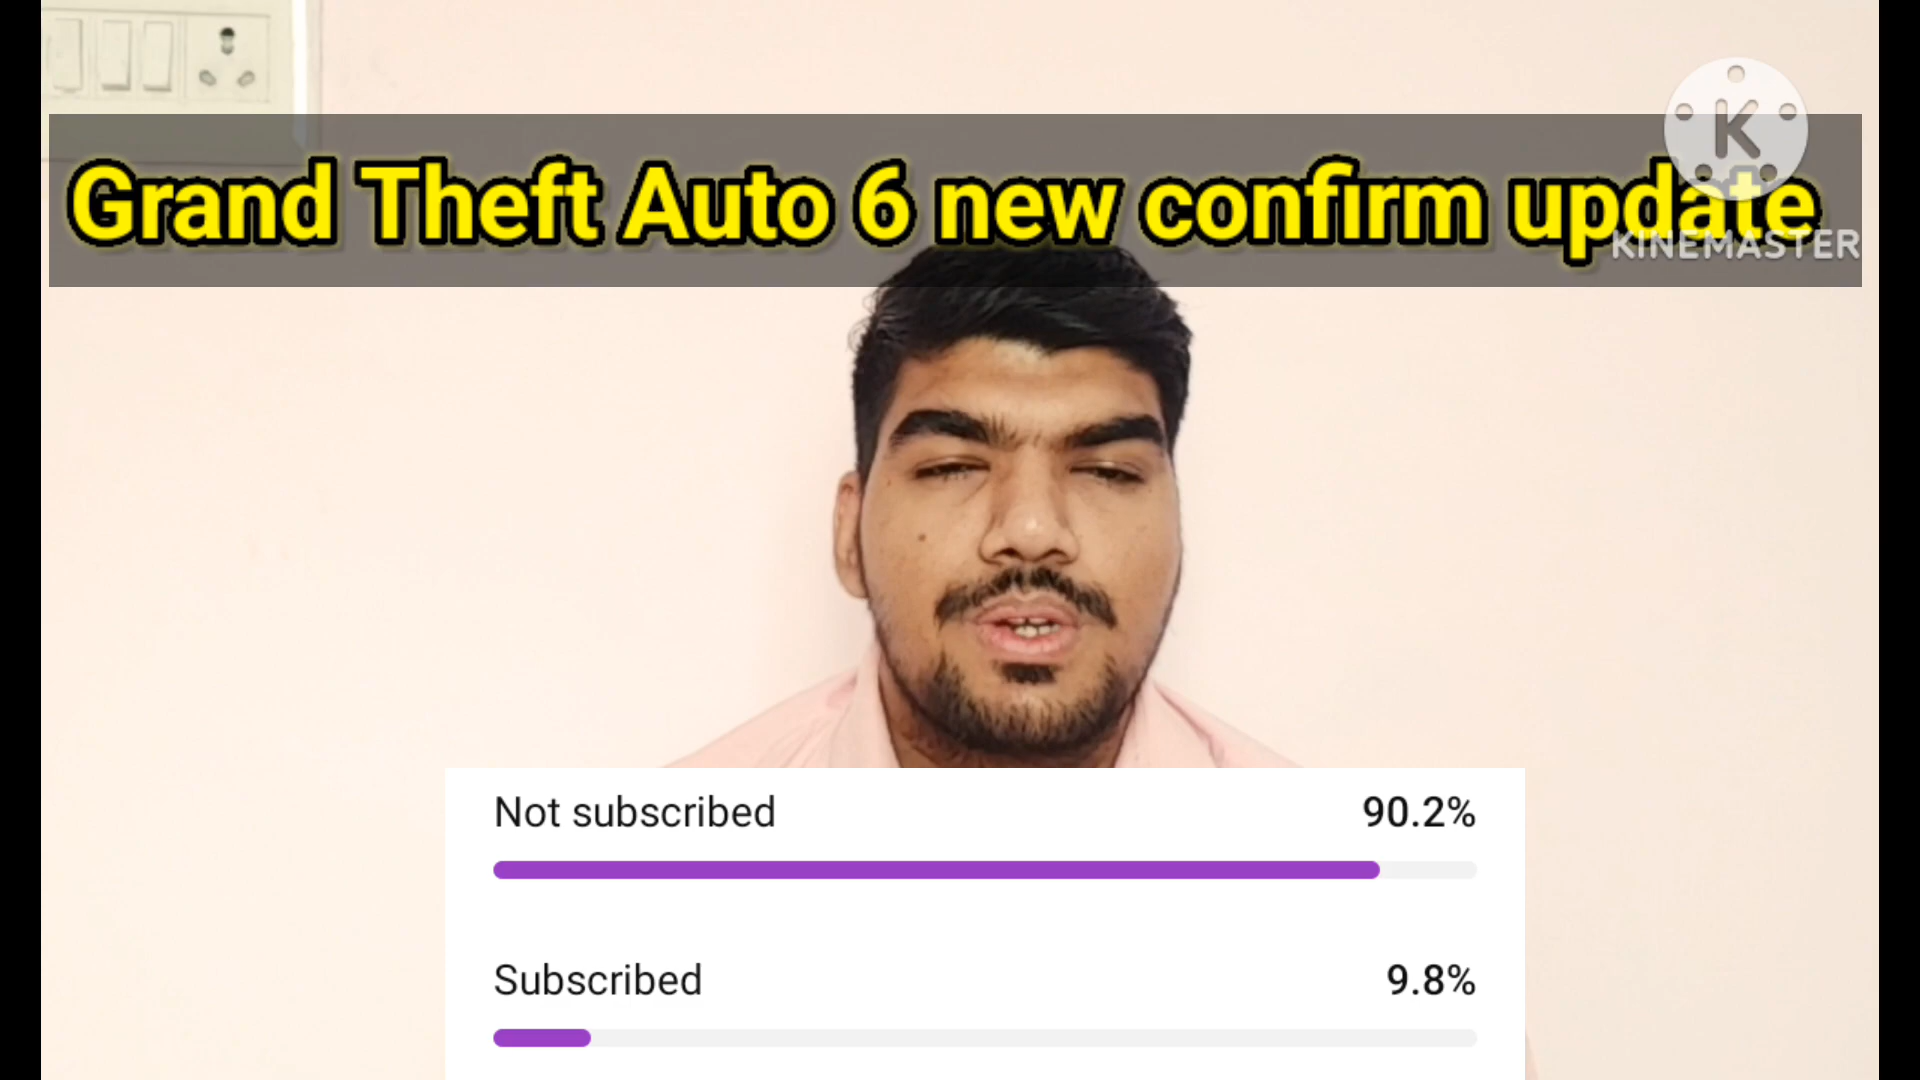 Grand Theft Auto 6 new confirm update
K
KINEMASTER
Not subscribed 90.2%
Subscribed 9.8%